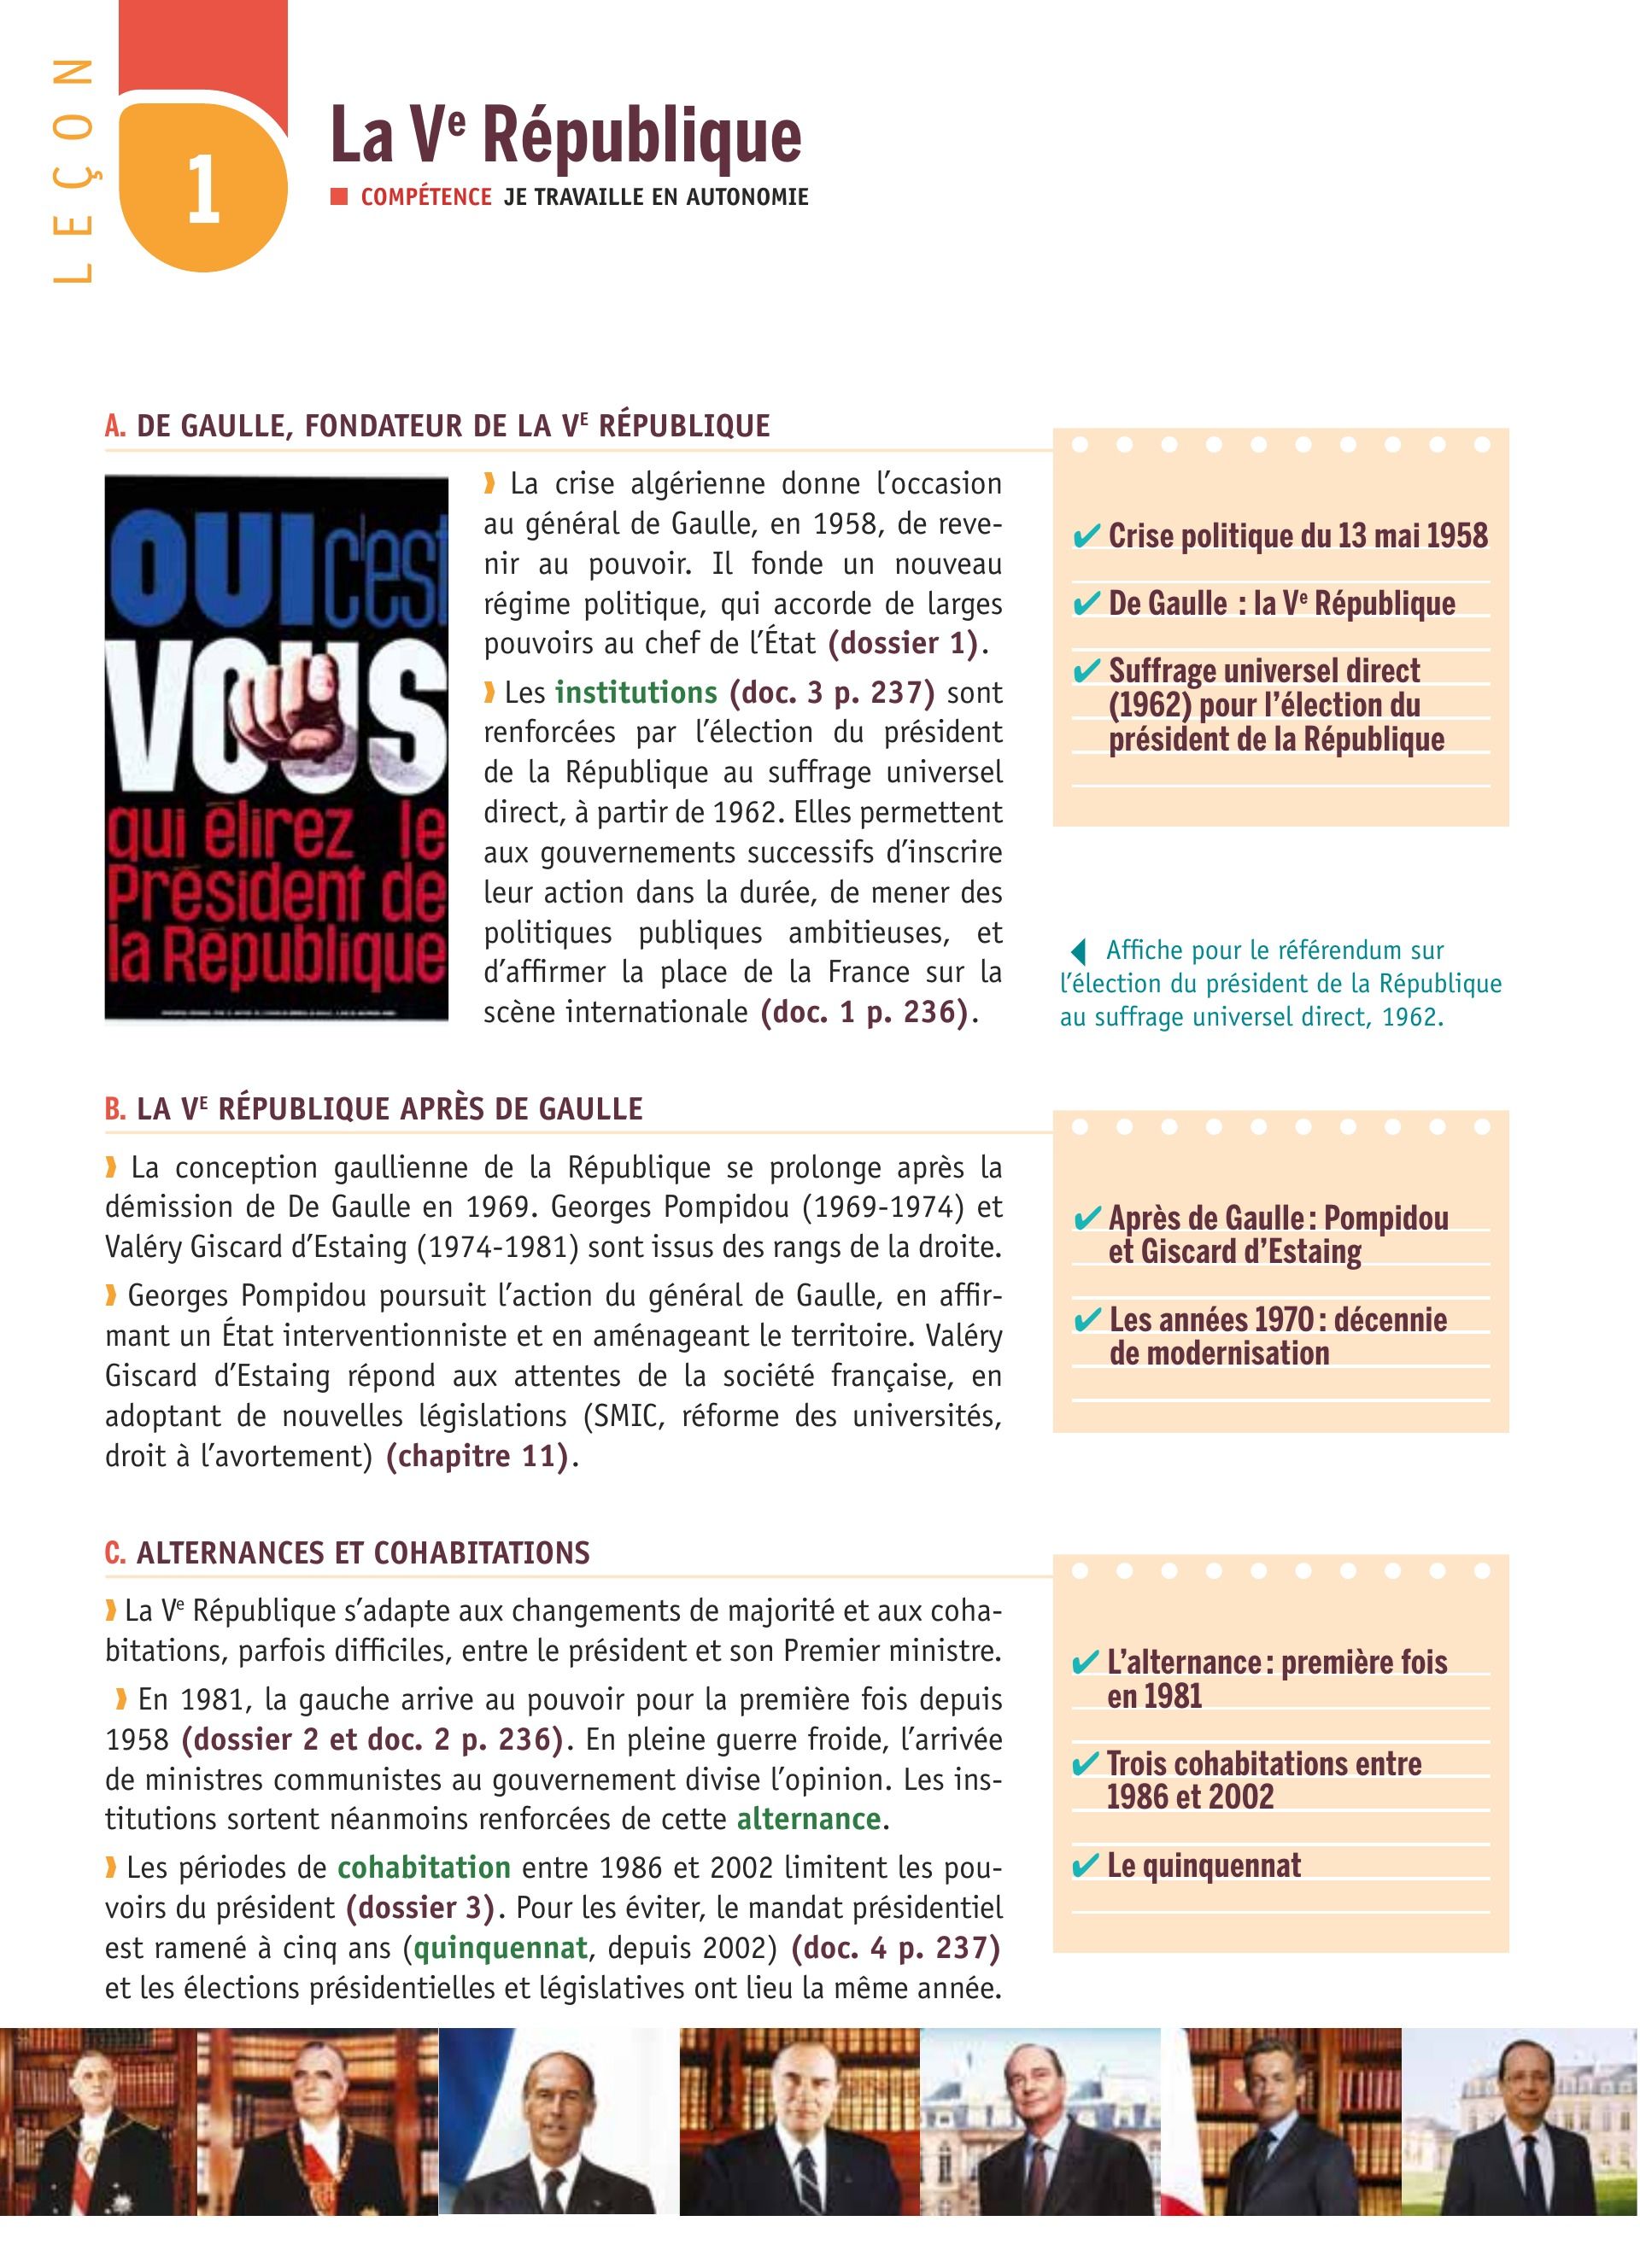 LEÇON
1
La Ve République
COMPÉTENCE JE TRAVAILLE EN AUTONOMIE
A. DE GAULLE, FONDATEUR DE LA VE RÉPUBLIQUE
OUI c'est
VOUS
qui élirez le
Président de
la République
❱ La crise algérienne donne l'occasion
au général de Gaulle, en 1958, de reve-
nir au pouvoir. Il fonde un nouveau
régime politique, qui accorde de larges
pouvoirs au chef de l'État (dossier 1).
❱ Les institutions (doc. 3 p. 237) sont
renforcées par l'élection du président
de la République au suffrage universel
direct, à partir de 1962. Elles permettent
aux gouvernements successifs d'inscrire
leur action dans la durée, de mener des
politiques publiques ambitieuses, et
d'affirmer la place de la France sur la
scène internationale (doc. 1 p. 236).
✔ Crise politique du 13 mai 1958
✔ De Gaulle : la Ve République
✔ Suffrage universel direct
(1962) pour l'élection du
président de la République
◀ Affiche pour le référendum sur
l'élection du président de la République
au suffrage universel direct, 1962.
B. LA VE RÉPUBLIQUE APRÈS DE GAULLE
❱ La conception gaullienne de la République se prolonge après la
démission de De Gaulle en 1969. Georges Pompidou (1969-1974) et
Valéry Giscard d'Estaing (1974-1981) sont issus des rangs de la droite.
❱ Georges Pompidou poursuit l'action du général de Gaulle, en affir-
mant un État interventionniste et en aménageant le territoire. Valéry
Giscard d'Estaing répond aux attentes de la société française, en
adoptant de nouvelles législations (SMIC, réforme des universités,
droit à l'avortement) (chapitre 11).
✔ Après de Gaulle : Pompidou
et Giscard d'Estaing
✔ Les années 1970 : décennie
de modernisation
C. ALTERNANCES ET COHABITATIONS
❱ La Ve République s'adapte aux changements de majorité et aux coha-
bitations, parfois difficiles, entre le président et son Premier ministre.
❱ En 1981, la gauche arrive au pouvoir pour la première fois depuis
1958 (dossier 2 et doc. 2 p. 236). En pleine guerre froide, l'arrivée
de ministres communistes au gouvernement divise l'opinion. Les ins-
titutions sortent néanmoins renforcées de cette alternance.
❱ Les périodes de cohabitation entre 1986 et 2002 limitent les pou-
voirs du président (dossier 3). Pour les éviter, le mandat présidentiel
est ramené à cinq ans (quinquennat, depuis 2002) (doc. 4 p. 237)
et les élections présidentielles et législatives ont lieu la même année.
✔ L'alternance : première fois
en 1981
✔ Trois cohabitations entre
1986 et 2002
✔ Le quinquennat